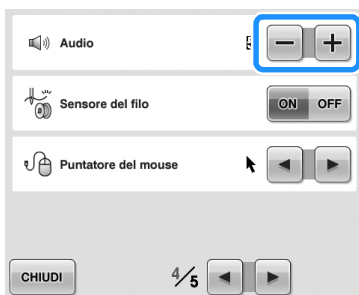 Audio
Sensore del filo
ON OFF
Puntatore del mouse
CHIUDI
4/5